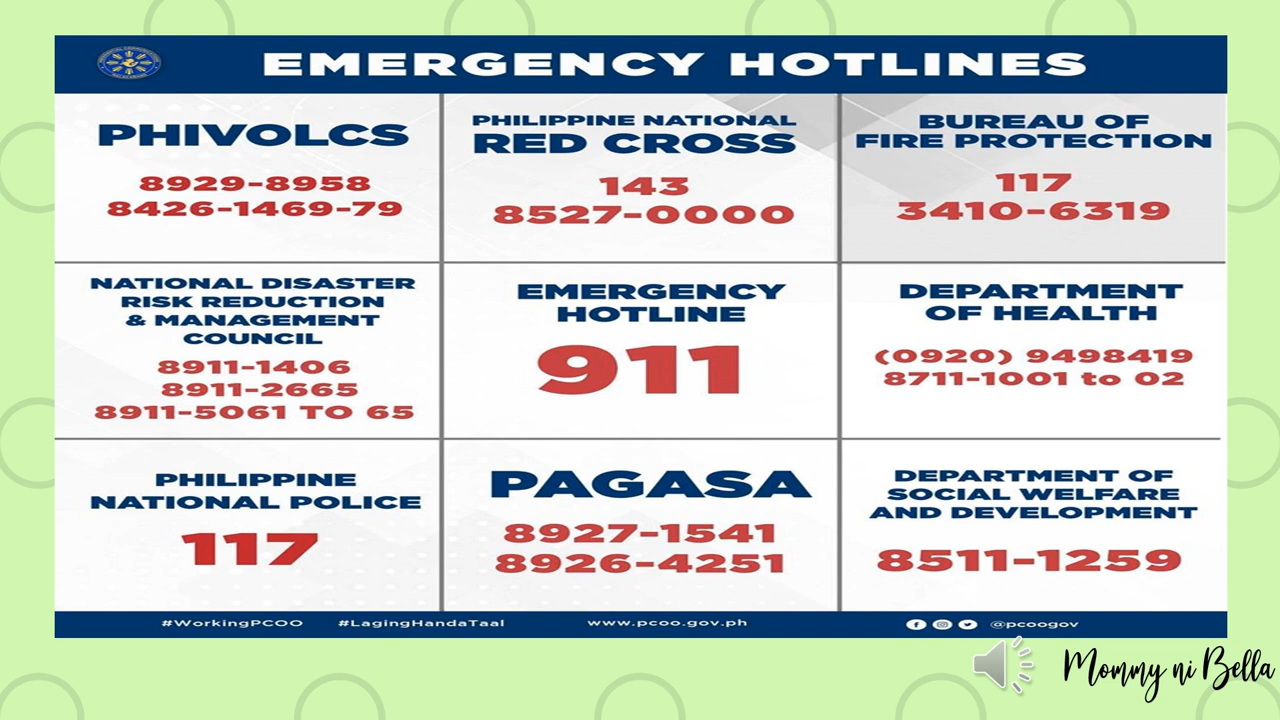 EMERGENCY HOTLINES
PHIVOLCS
8929-8958
8426-1469-79
PHILIPPINE NATIONAL
RED CROSS
143
8527-0000
BUREAU OF
FIRE PROTECTION
117
3410-6319
NATIONAL DISASTER
RISK REDUCTION
& MANAGEMENT
COUNCIL
8911-1406
8911-2665
8911-5061 TO 65
EMERGENCY
HOTLINE
911
DEPARTMENT
OF HEALTH
(0920) 9498419
8711-1001 to 02
PHILIPPINE
NATIONAL POLICE
117
PAGASA
8927-1541
8926-4251
DEPARTMENT OF
SOCIAL WELFARE
AND DEVELOPMENT
8511-1259
#WorkingPCOO #LagingHandaTaal www.pcoo.gov.ph @pcoogov
Mommy ni Bella